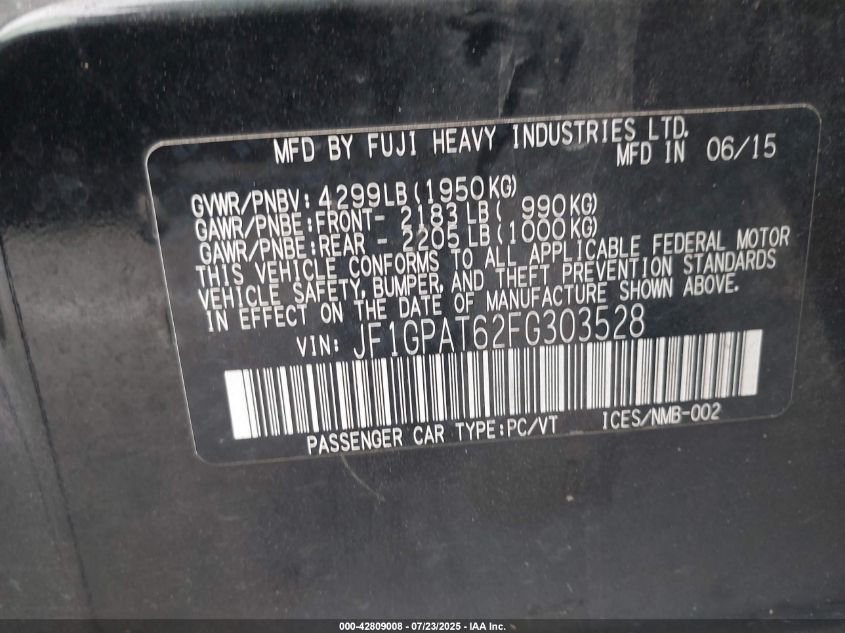 MFD BY FUJI HEAVY INDUSTRIES LTD.
MFD IN 06/15
GVWR/PNBV: 4299LB(1950KG)
GAWR/PNBE:FRONT- 2183LB( 990KG)
GAWR/PNBE:REAR - 2205LB(1000KG)
THIS VEHICLE CONFORMS TO ALL APPLICABLE FEDERAL MOTOR
VEHICLE SAFETY, BUMPER, AND THEFT PREVENTION STANDARDS
IN EFFECT ON THE DATE OF MANUFACTURE SHOWN ABOVE.
VIN: JF1GPAT62FG303528
PASSENGER CAR TYPE:PC/VT ICES/NMB-002
000-42809008 - 07/23/2025 - IAA Inc.